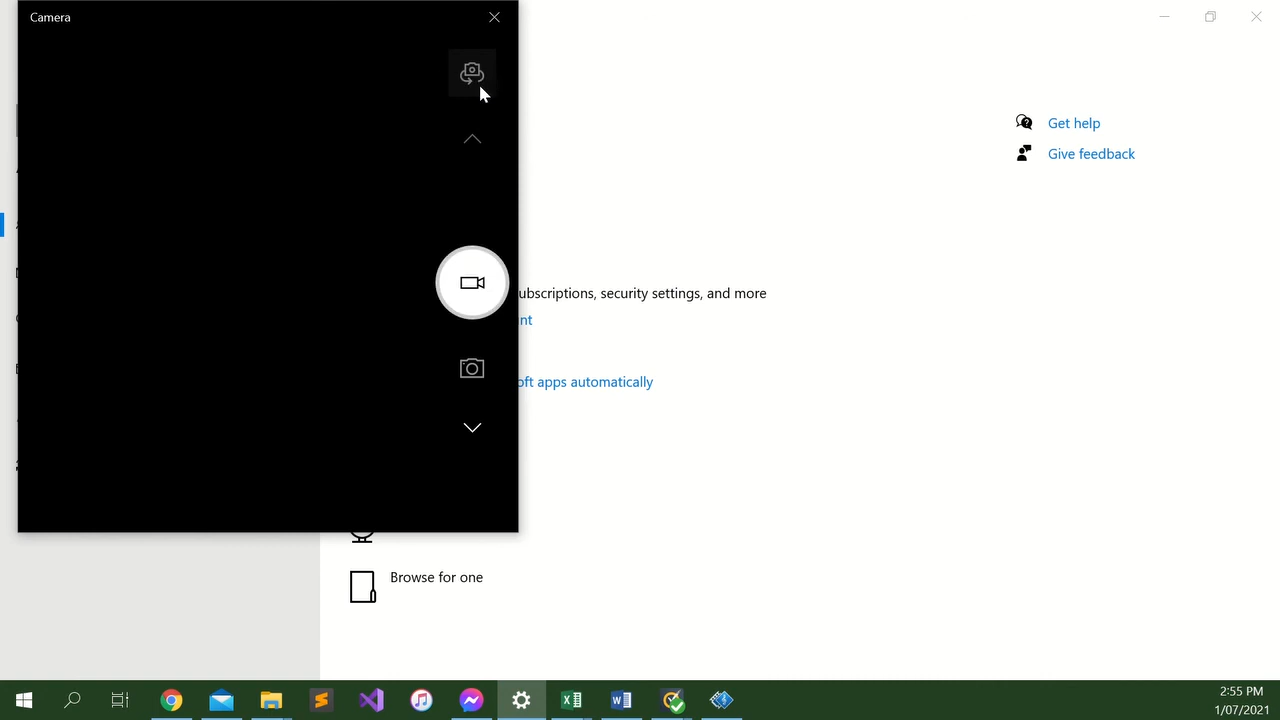 Camera
Get help
Give feedback
ubscriptions, security settings, and more
nt
oft apps automatically
Browse for one
2:55 PM
1/07/2021